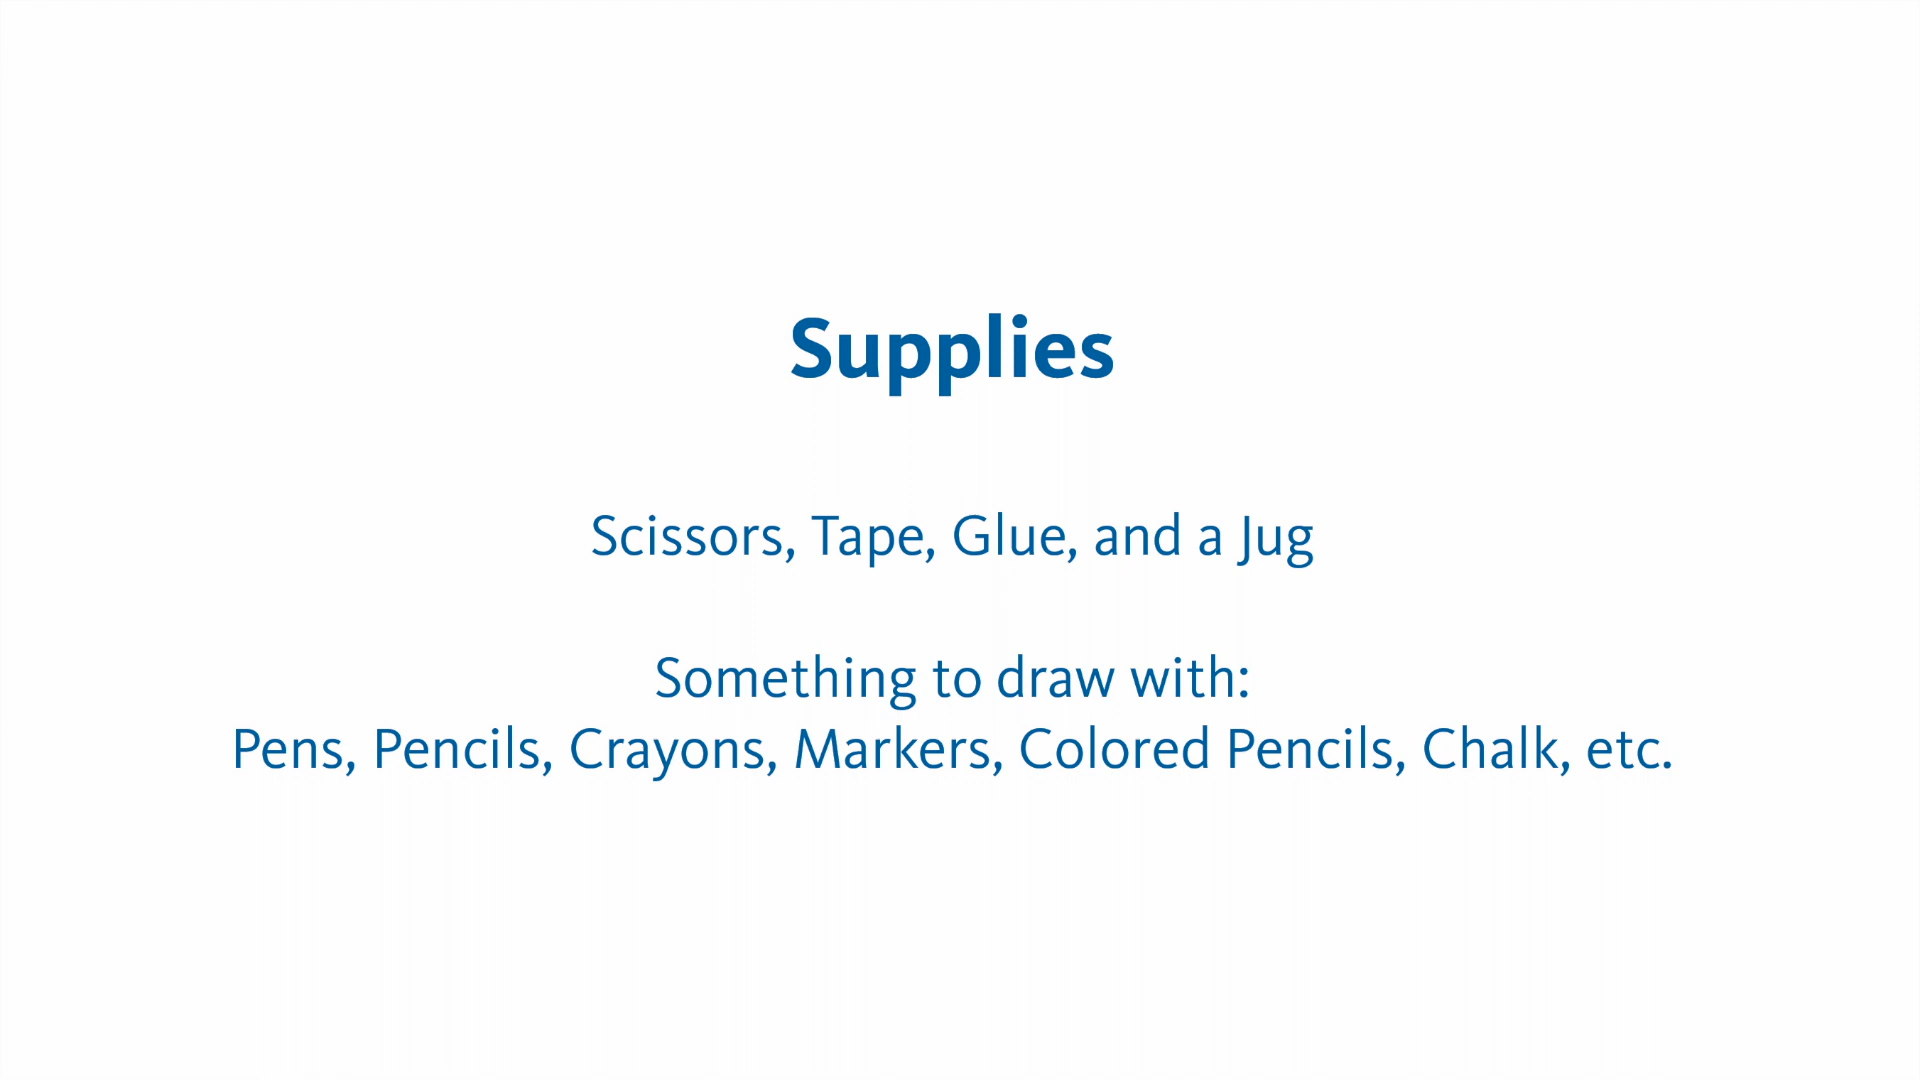 Supplies
Scissors, Tape, Glue, and a Jug
Something to draw with:
Pens, Pencils, Crayons, Markers, Colored Pencils, Chalk, etc.